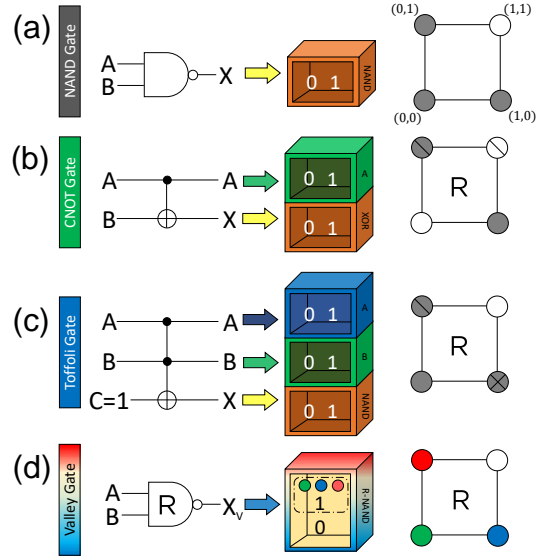 (a)
NAND Gate
A
B
X
0 1
NAND
(0,1)
(1,1)
(0,0)
(1,0)
(b)
CNOT Gate
A
A
0 1
A
B
X
0 1
XOR
R
(c)
Toffoli Gate
A
A
0 1
A
B
B
0 1
B
C=1
X
0 1
NAND
R
(d)
Valley Gate
A
B
R
Xv
1
0
R-NAND
R